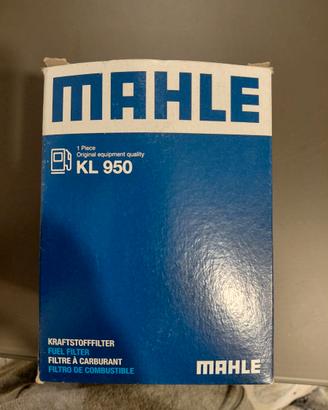 MAHLE
1 Piece
Original equipment quality
KL 950
KRAFTSTOFFFILTER
FUEL FILTER
FILTRE À CARBURANT
FILTRO DE COMBUSTIBLE
MAHLE